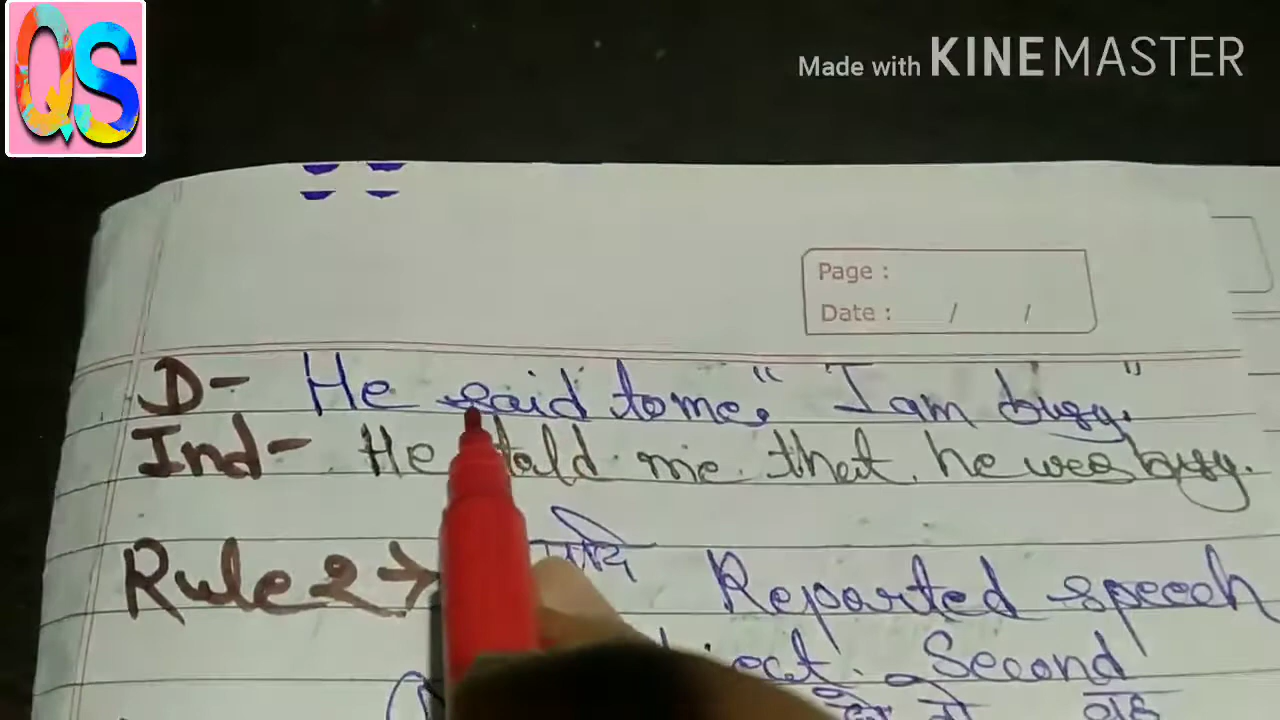 QS
Made with KINEMASTER
Page :
Date : / /
D- He said to me, "I am busy."
Ind- He told me that he was busy.
Rule 2→ यदि Reported speech
Second